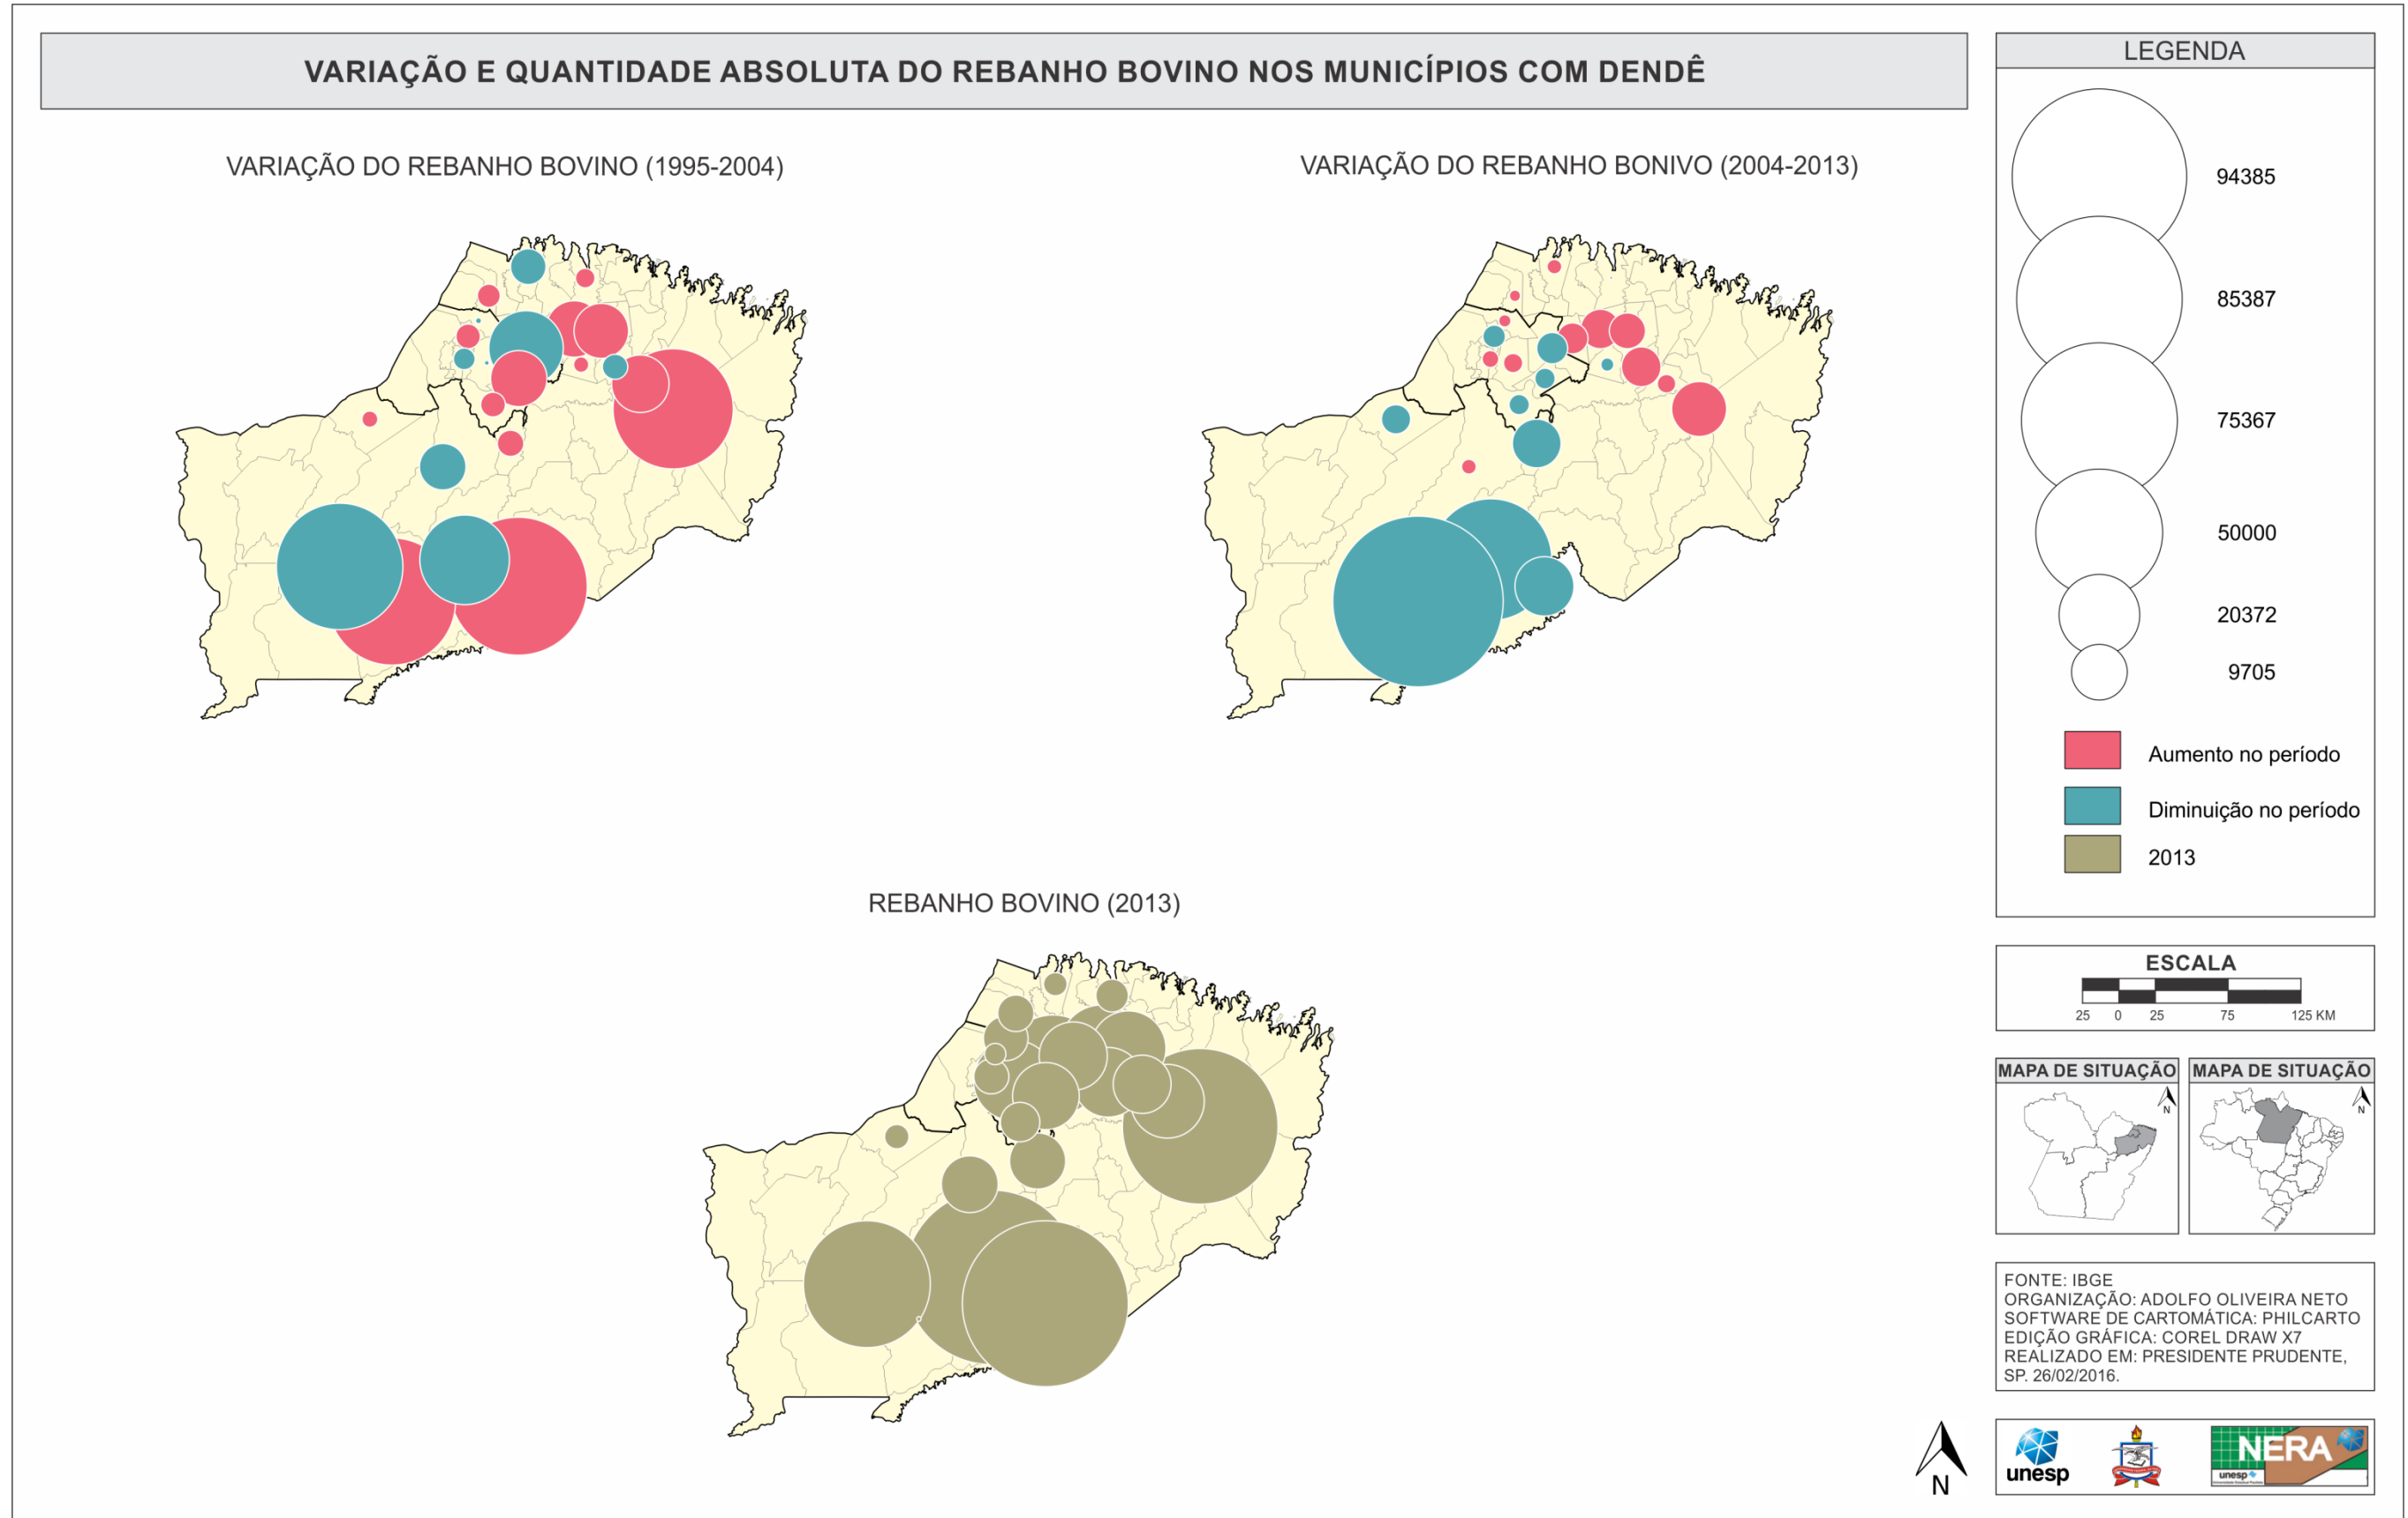 VARIAÇÃO E QUANTIDADE ABSOLUTA DO REBANHO BOVINO NOS MUNICÍPIOS COM DENDÊ
VARIAÇÃO DO REBANHO BOVINO (1995-2004)
VARIAÇÃO DO REBANHO BONIVO (2004-2013)
REBANHO BOVINO (2013)
LEGENDA
94385
85387
75367
50000
20372
9705
Aumento no período
Diminuição no período
2013
ESCALA
25 0 25 75 125 KM
MAPA DE SITUAÇÃO
N
MAPA DE SITUAÇÃO
N
FONTE: IBGE
ORGANIZAÇÃO: ADOLFO OLIVEIRA NETO
SOFTWARE DE CARTOMÁTICA: PHILCARTO
EDIÇÃO GRÁFICA: COREL DRAW X7
REALIZADO EM: PRESIDENTE PRUDENTE,
SP. 26/02/2016.
N
unesp
NERA
unesp